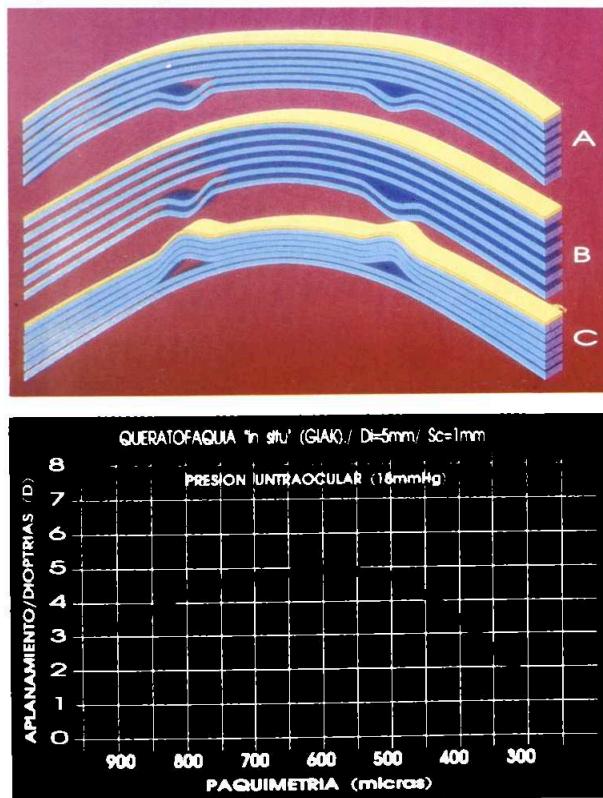 A
B
C
QUERATOFAQUIA "In situ" (GIAK)./ Di=5mm/ Sc=1mm
PRESION UNTRAOCULAR (16mmHg)
APLANAMIENTO/DIOPTRIAS (D)
8
7
6
5
4
3
2
1
0
900 800 700 600 500 400 300
PAQUIMETRIA (micras)